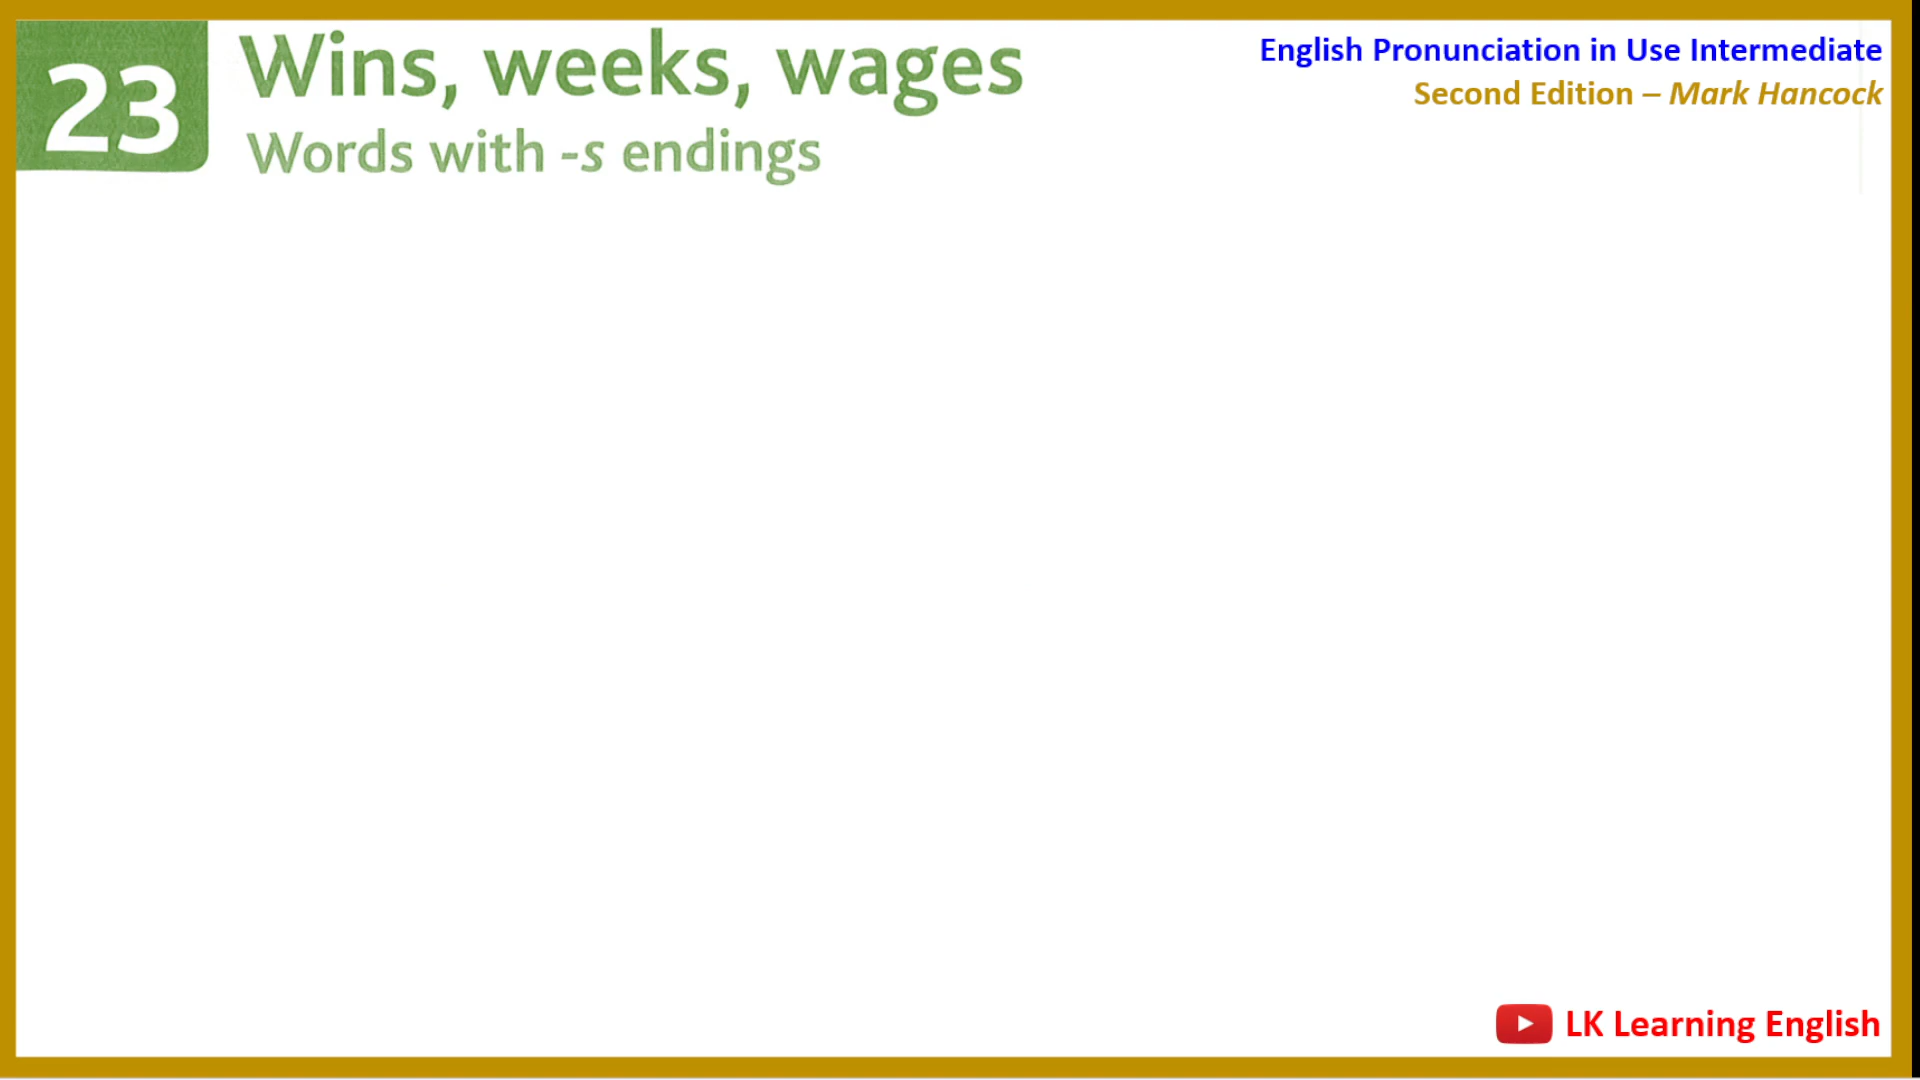 23
Wins, weeks, wages
Words with -s endings
English Pronunciation in Use Intermediate
Second Edition – Mark Hancock
LK Learning English